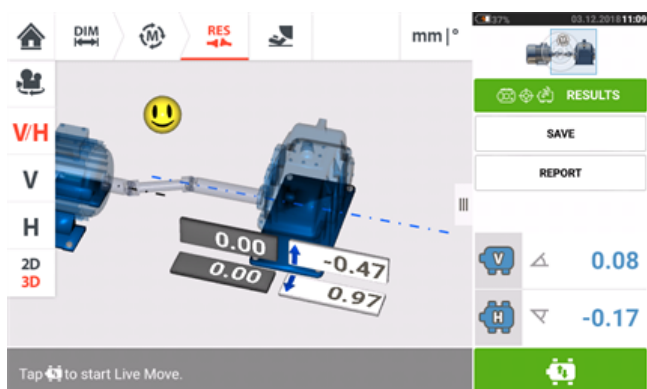 DIM
M
RES
mm|°
37%
03.12.2018 11:09
RESULTS
SAVE
REPORT
V/H
V
H
2D
3D
0.00
-0.47
0.00
0.97
V
0.08
H
-0.17
Tap to start Live Move.